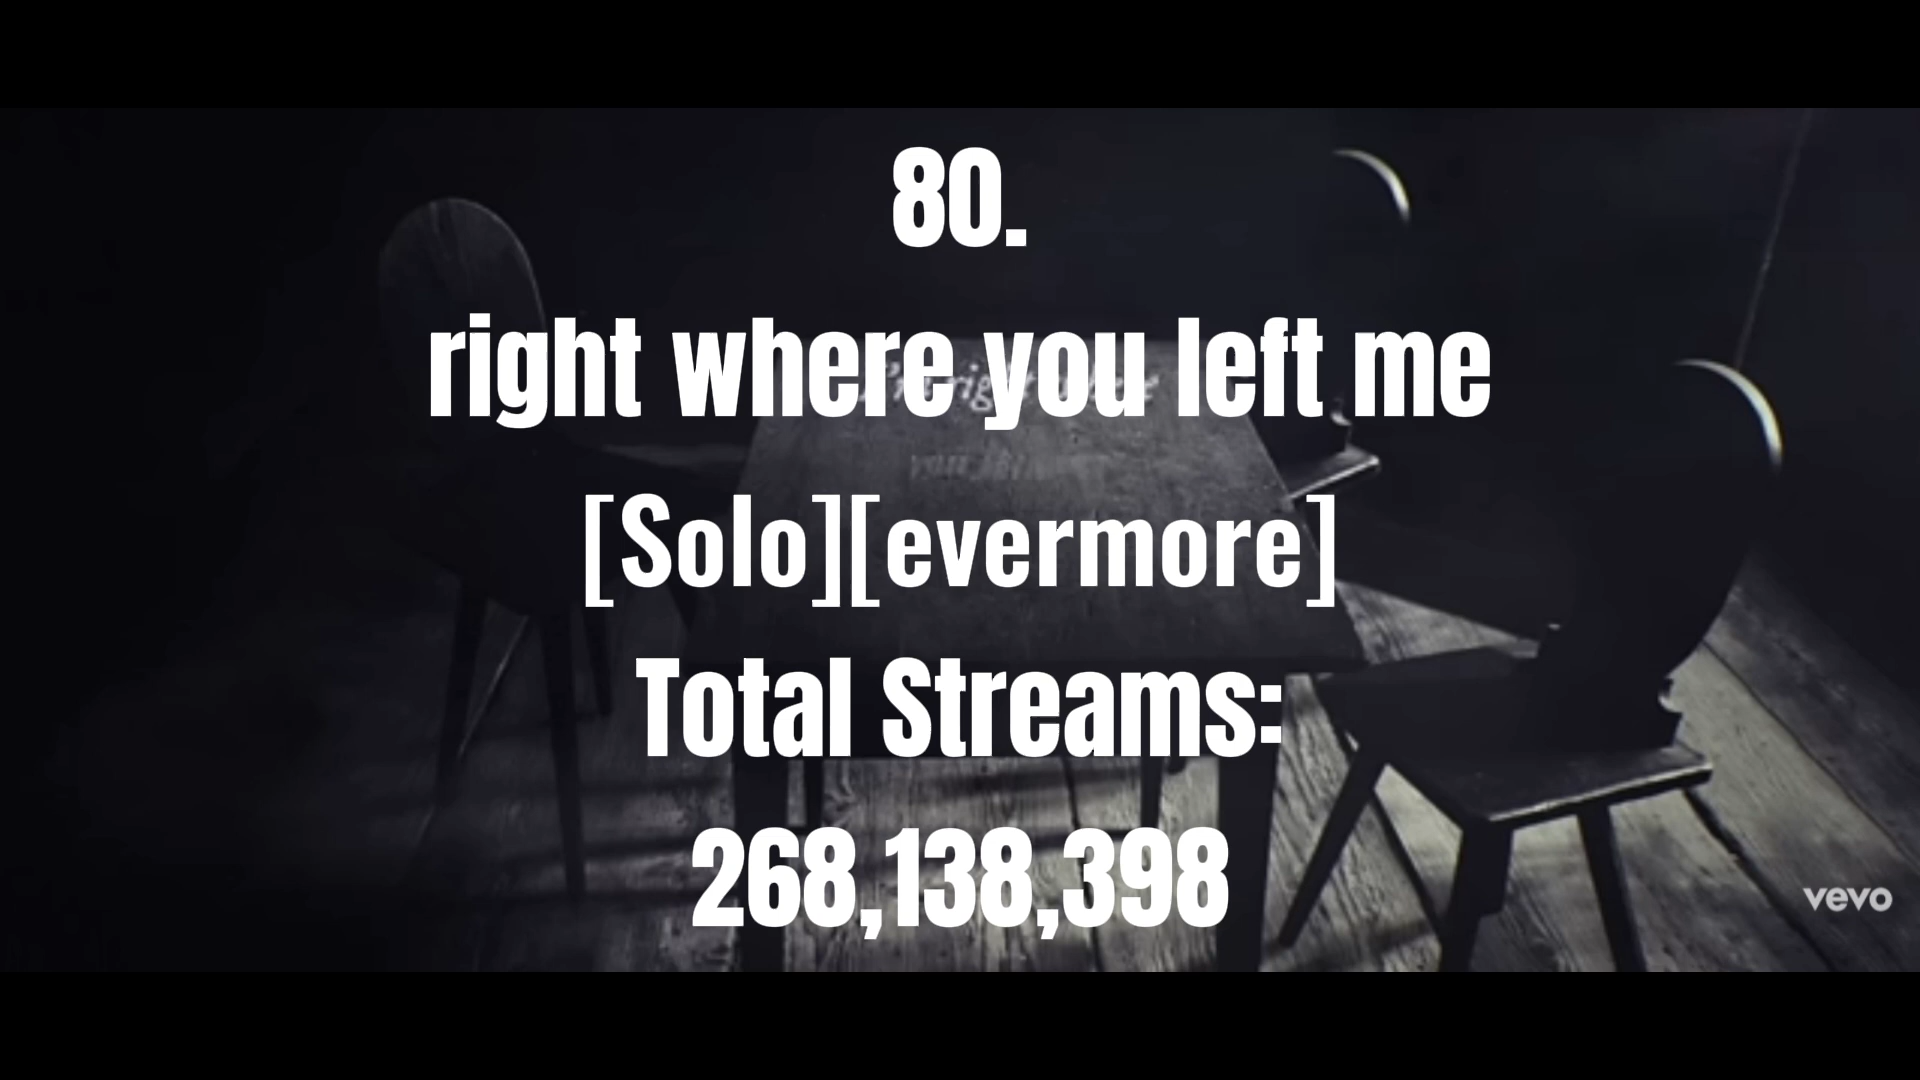 80.
right where you left me
[Solo][evermore]
Total Streams:
268,138,398
vevo